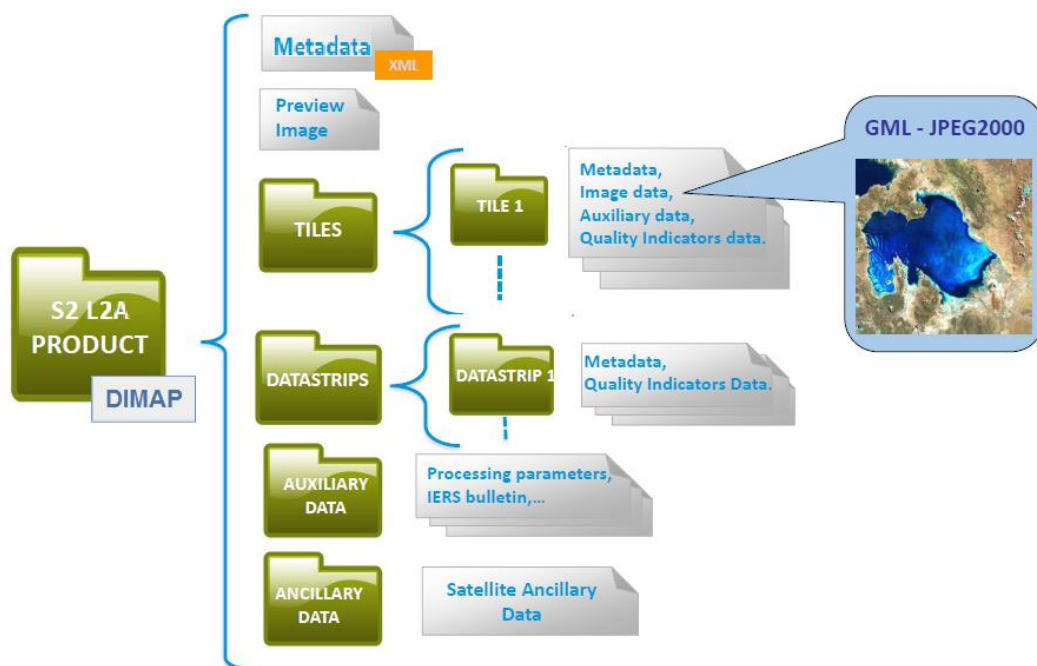 Metadata
XML
Preview
Image
TILES
TILE 1
Metadata,
Image data,
Auxiliary data,
Quality Indicators data.
GML - JPEG2000
S2 L2A
PRODUCT
DIMAP
DATASTRIPS
DATASTRIP 1
Metadata,
Quality Indicators Data.
AUXILIARY
DATA
Processing parameters,
IERS bulletin,...
ANCILLARY
DATA
Satellite Ancillary
Data